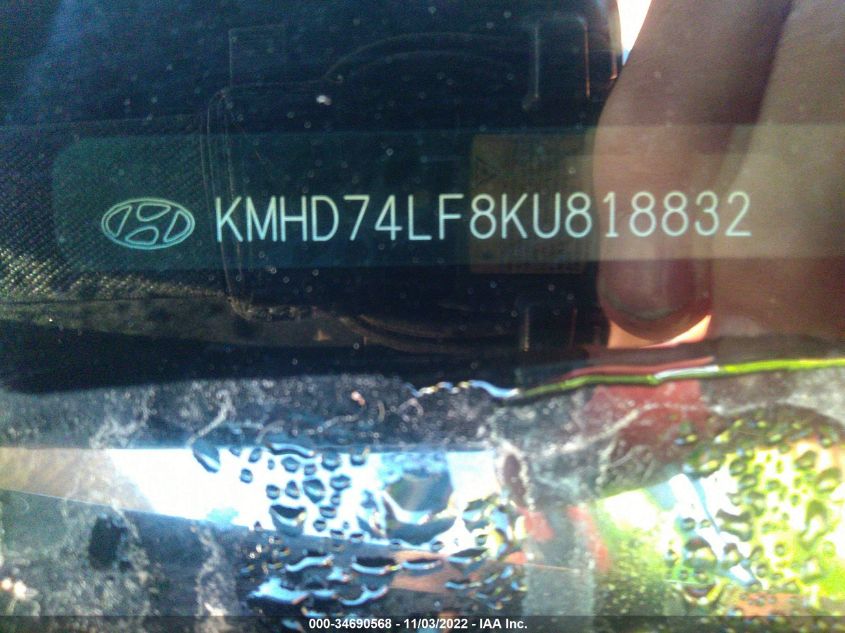 KMHD74LF8KU818832
000-34690568 - 11/03/2022 - IAA Inc.